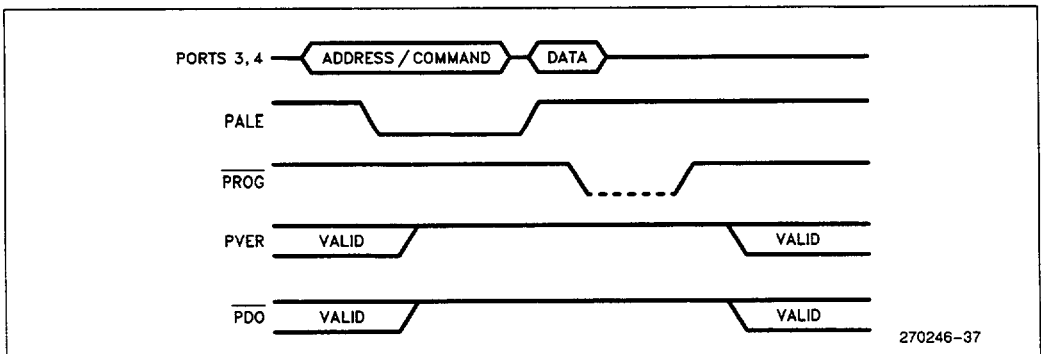 PORTS 3, 4 ADDRESS / COMMAND DATA
PALE
PROG
PVER VALID VALID
PDO VALID VALID
270246-37